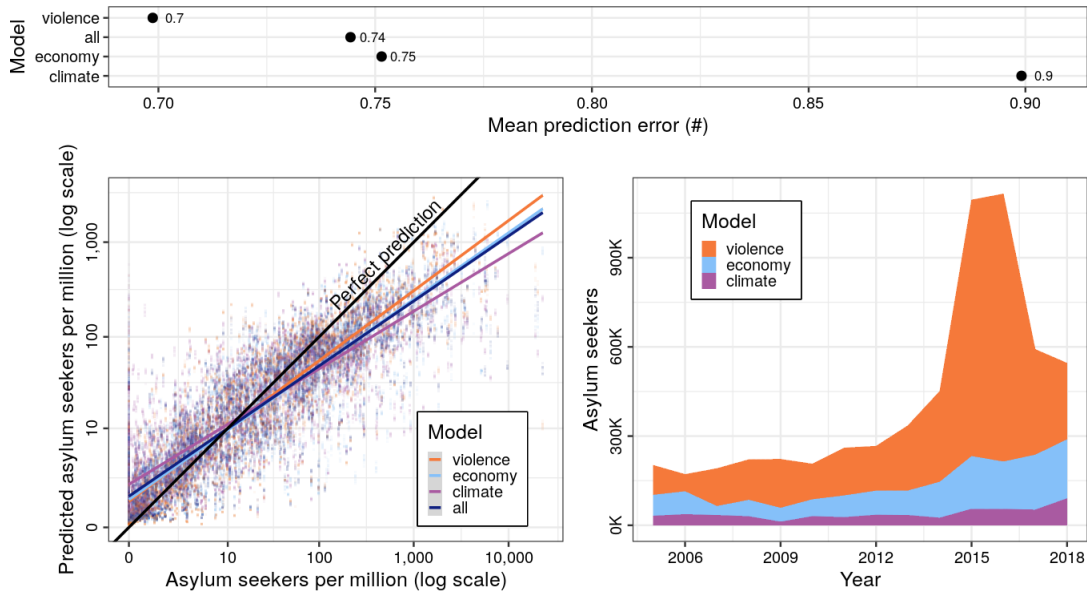 Model
violence
all
economy
climate
0.7
0.74
0.75
0.9
0.70
0.75
0.80
0.85
0.90
Mean prediction error (#)
Predicted asylum seekers per million (log scale)
1,000
100
10
0
Perfect prediction
Model
violence
economy
climate
all
0
10
100
1,000
10,000
Asylum seekers per million (log scale)
Asylum seekers
900K
600K
300K
0K
Model
violence
economy
climate
2006
2009
2012
2015
2018
Year